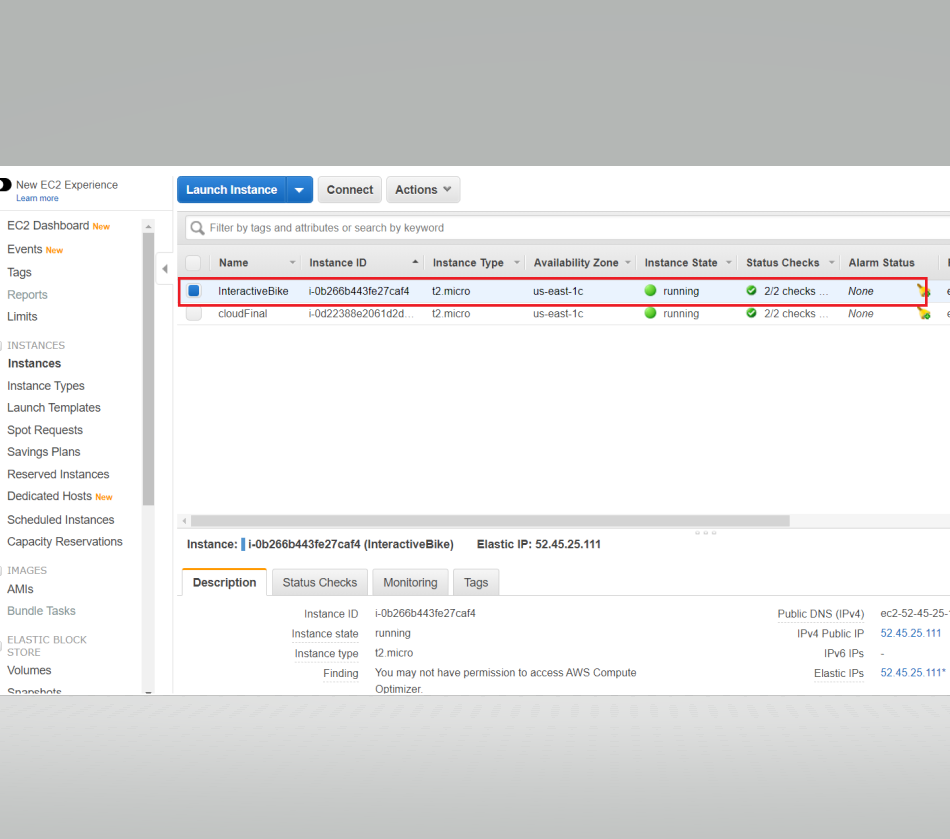 New EC2 Experience
Learn more
Launch Instance Connect Actions
Filter by tags and attributes or search by keyword
EC2 Dashboard New
Events New
Tags
Reports
Limits
INSTANCES
Instances
Instance Types
Launch Templates
Spot Requests
Savings Plans
Reserved Instances
Dedicated Hosts New
Scheduled Instances
Capacity Reservations
IMAGES
AMIs
Bundle Tasks
ELASTIC BLOCK
STORE
Volumes
Snapshots
Name Instance ID Instance Type Availability Zone Instance State Status Checks Alarm Status
InteractiveBike i-0b266b443fe27caf4 t2.micro us-east-1c running 2/2 checks ... None
cloudFinal i-0d22388e2061d2d... t2.micro us-east-1c running 2/2 checks ... None
Instance: i-0b266b443fe27caf4 (InteractiveBike) Elastic IP: 52.45.25.111
Description Status Checks Monitoring Tags
Instance ID i-0b266b443fe27caf4 Public DNS (IPv4) ec2-52-45-25-
Instance state running IPv4 Public IP 52.45.25.111
Instance type t2.micro IPv6 IPs -
Finding You may not have permission to access AWS Compute Elastic IPs 52.45.25.111*
Optimizer.